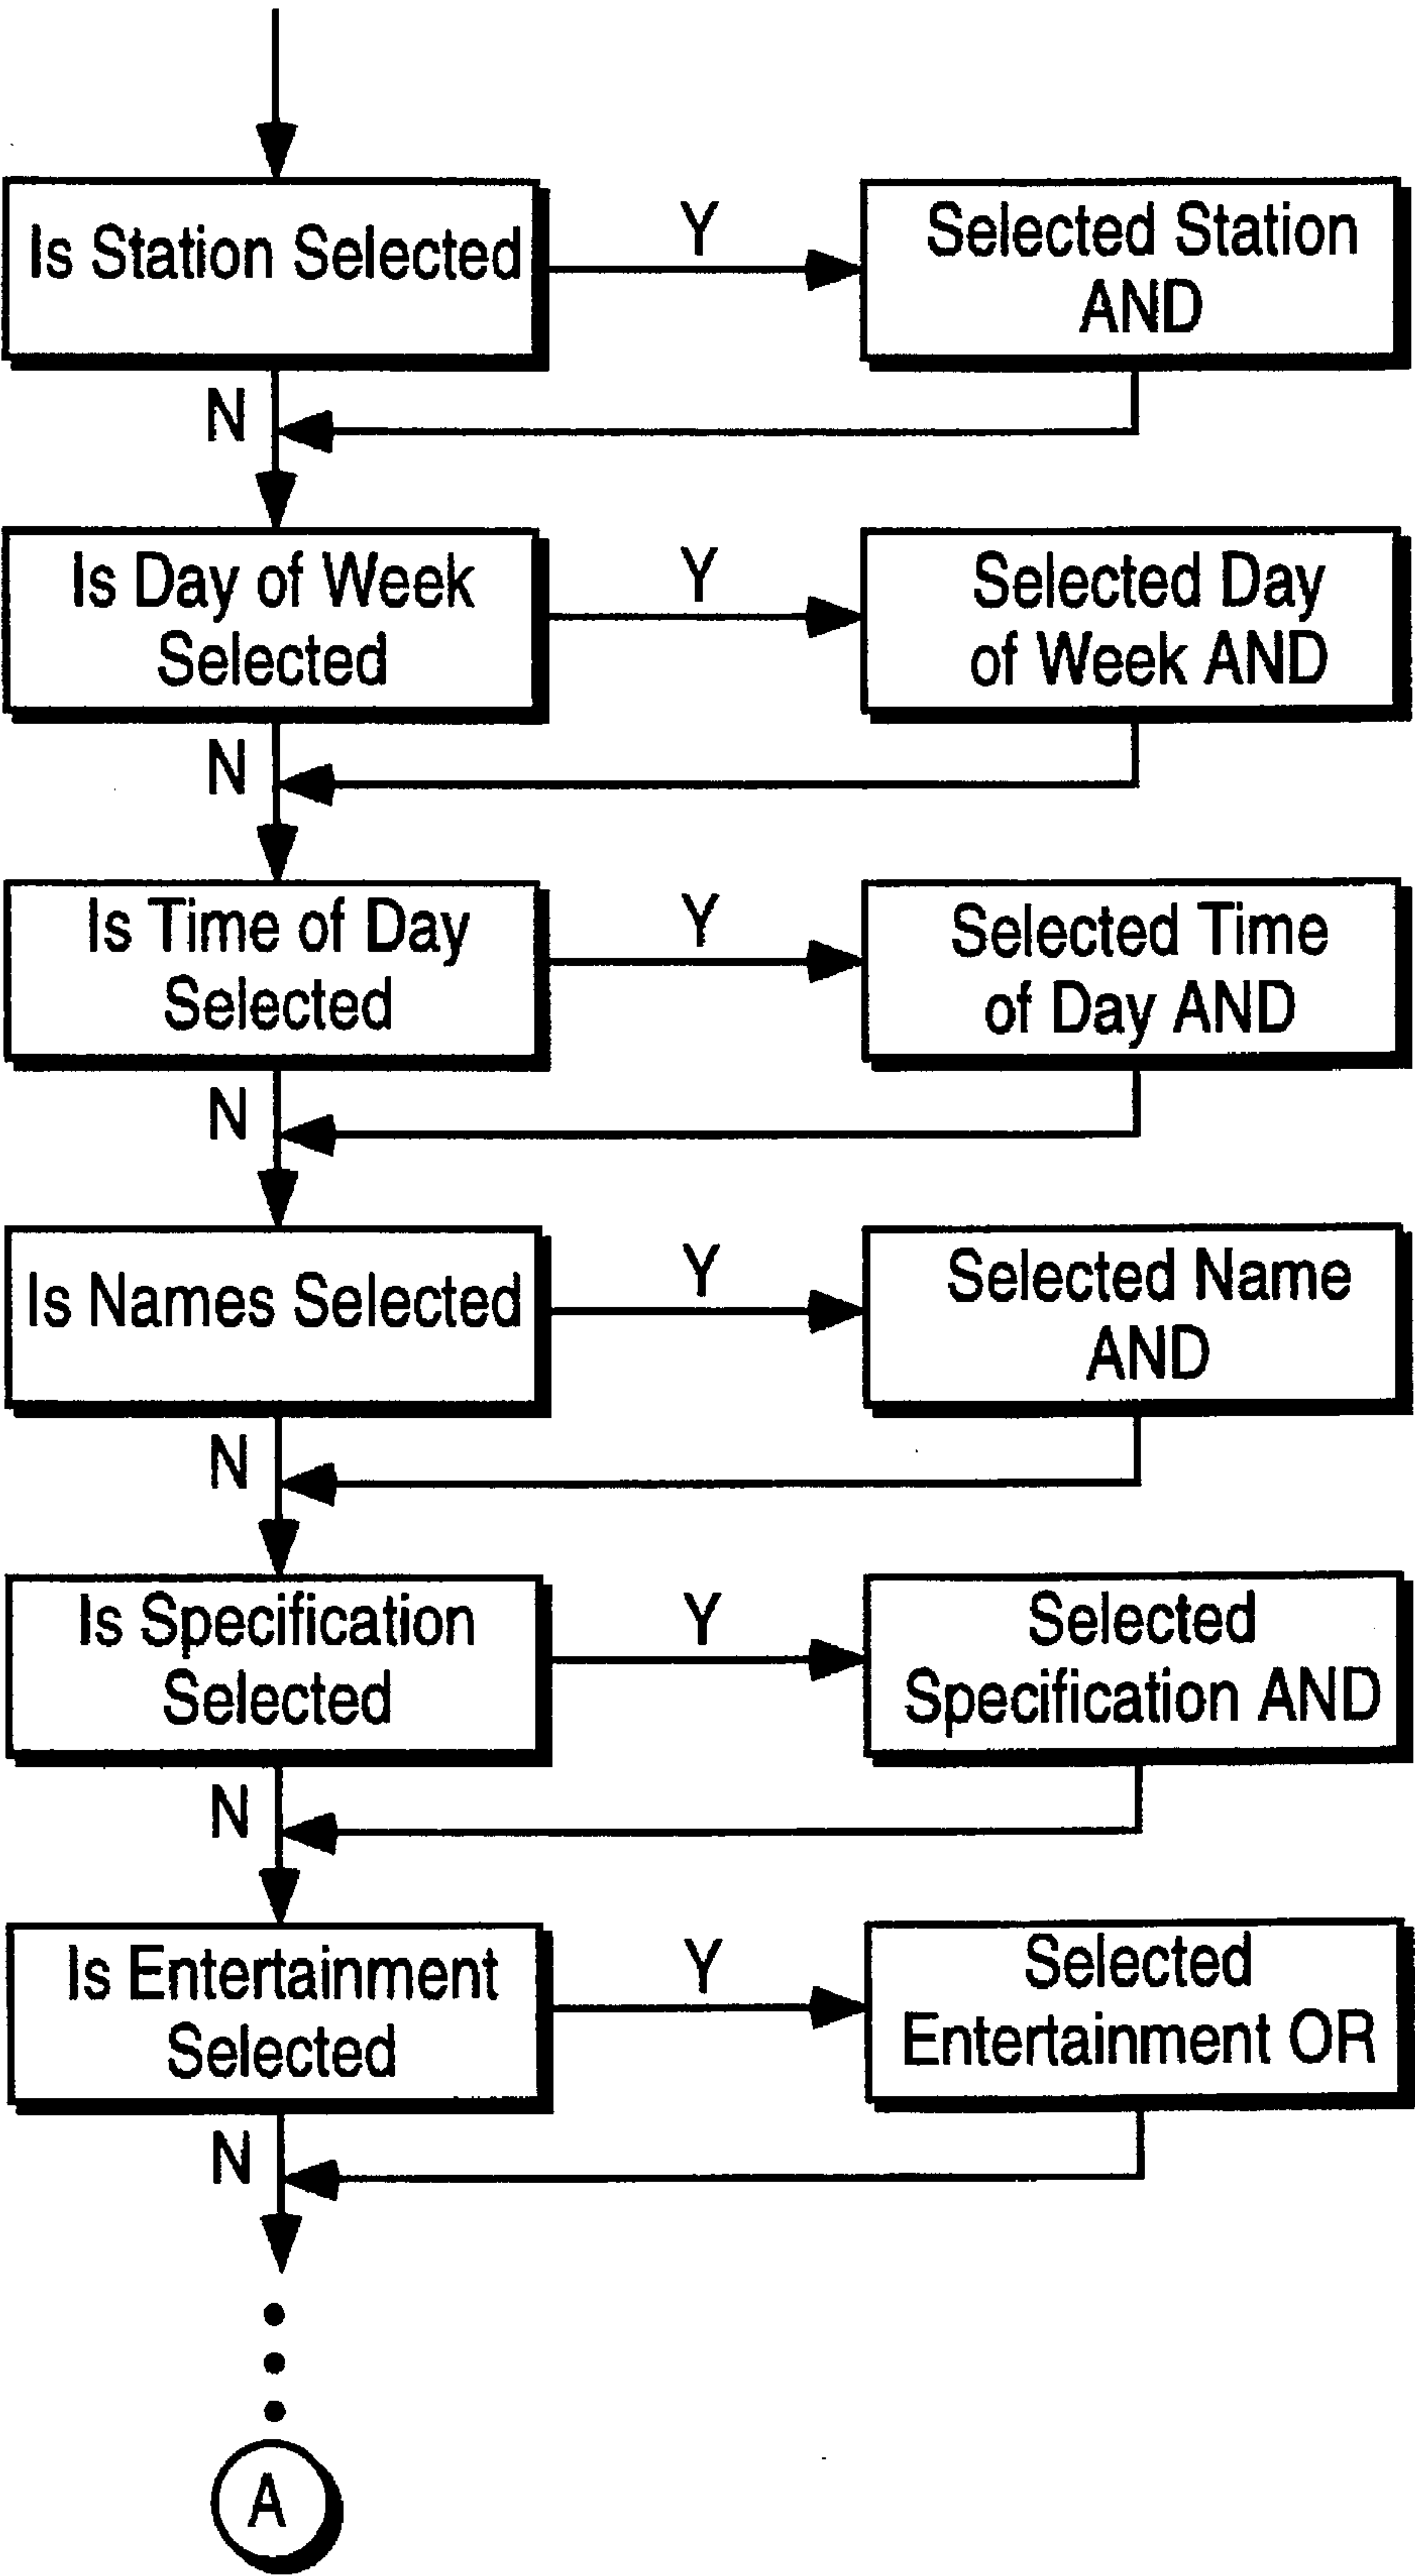 Is Station Selected
Y
Selected Station
AND
N
Is Day of Week
Selected
Y
Selected Day
of Week AND
N
Is Time of Day
Selected
Y
Selected Time
of Day AND
N
Is Names Selected
Y
Selected Name
AND
N
Is Specification
Selected
Y
Selected
Specification AND
N
Is Entertainment
Selected
Y
Selected
Entertainment OR
N
A